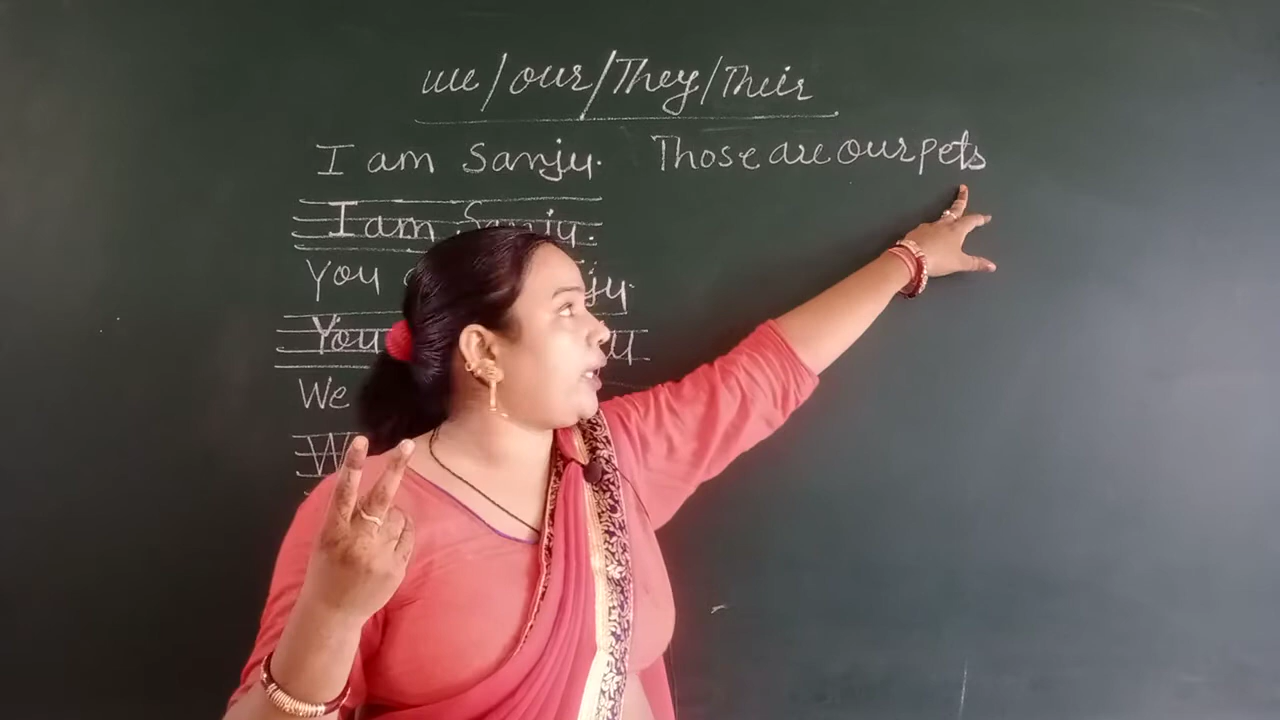 we/our/They/Their
I am Sanju. Those are our pets
I am Sanju.
You
You
We
W